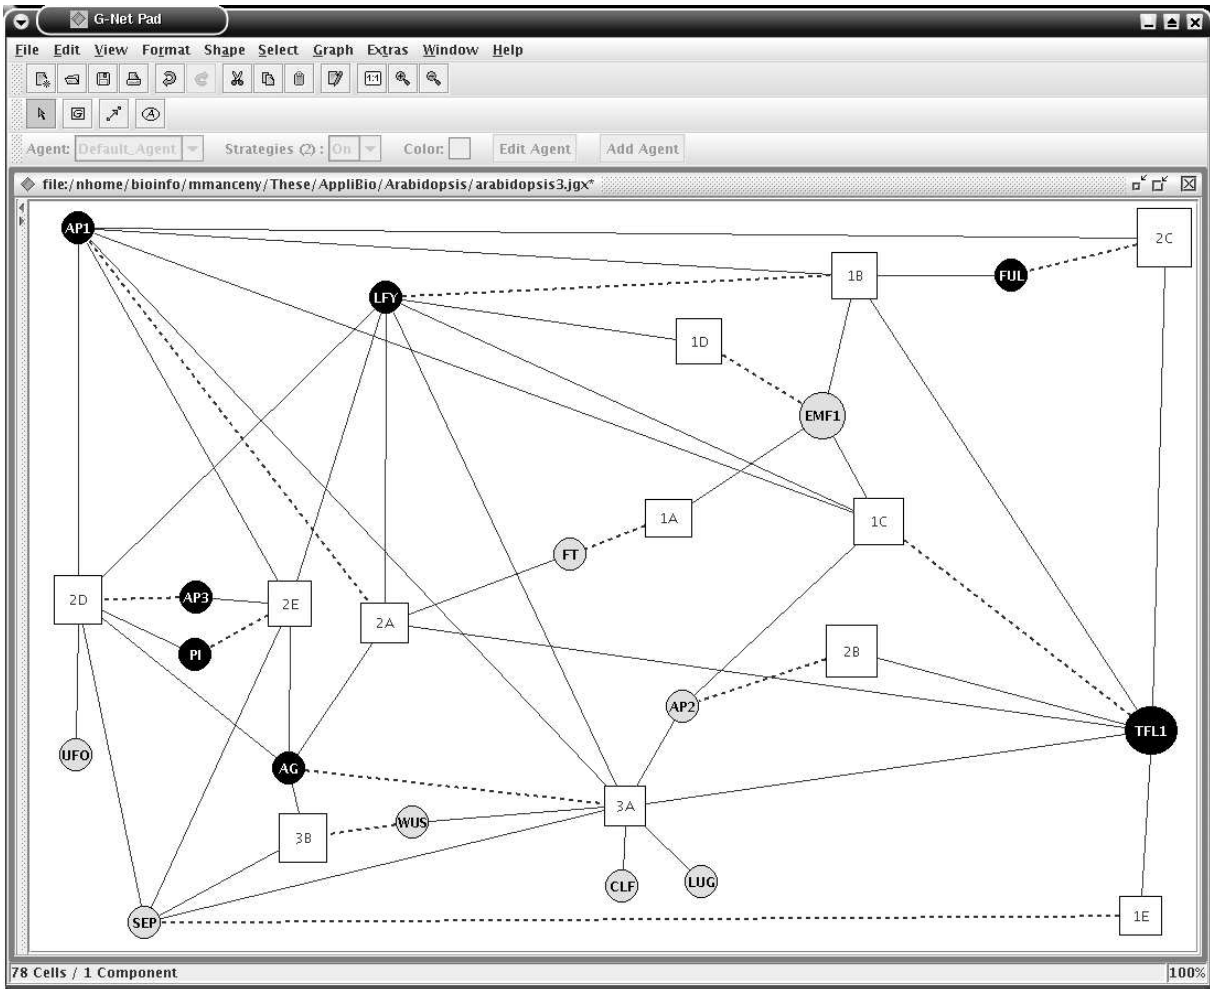 G-Net Pad
File Edit View Format Shape Select Graph Extras Window Help
1:1
G A
Agent: Default_Agent Strategies (2) : On Color: Edit Agent Add Agent
file:/nhome/bioinfo/mmanceny/These/AppliBio/Arabidopsis/arabidopsis3.jgx*
AP1
2C
1B
FUL
LFY
1D
EMF1
1A
1C
FT
2D
AP3
2E
2A
PI
2B
AP2
TFL1
UFO
AG
3A
WUS
3B
CLF
LUG
SEP
1E
78 Cells / 1 Component 100%